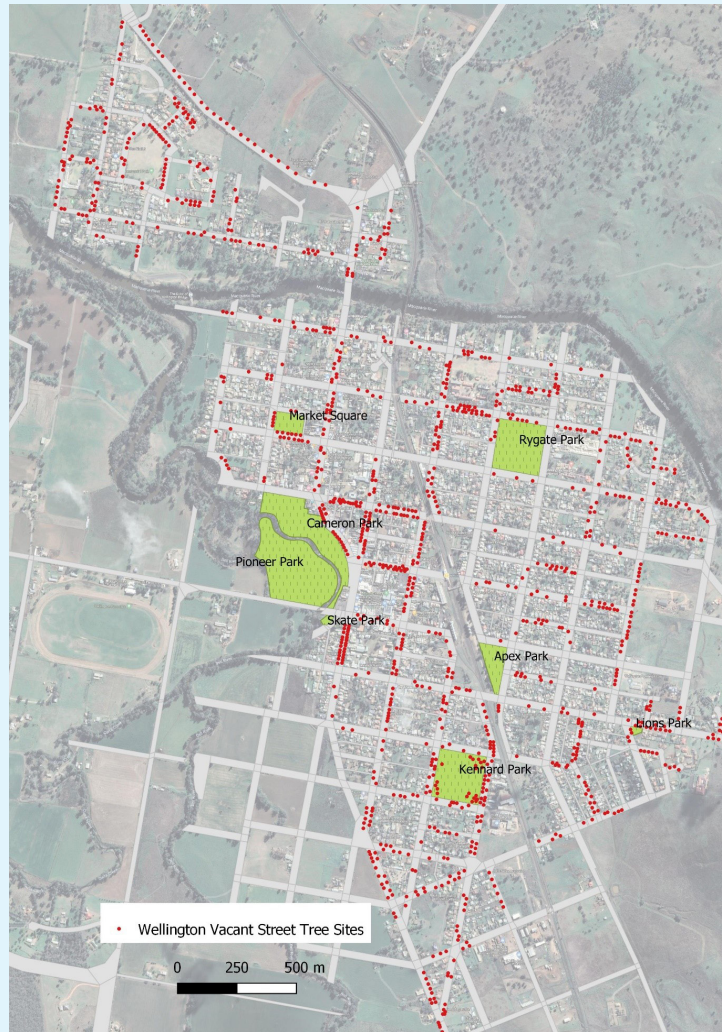 Market Square
Rygate Park
Cameron Park
Pioneer Park
Skate Park
Apex Park
Lions Park
Kennard Park
Wellington Vacant Street Tree Sites
0 250 500 m